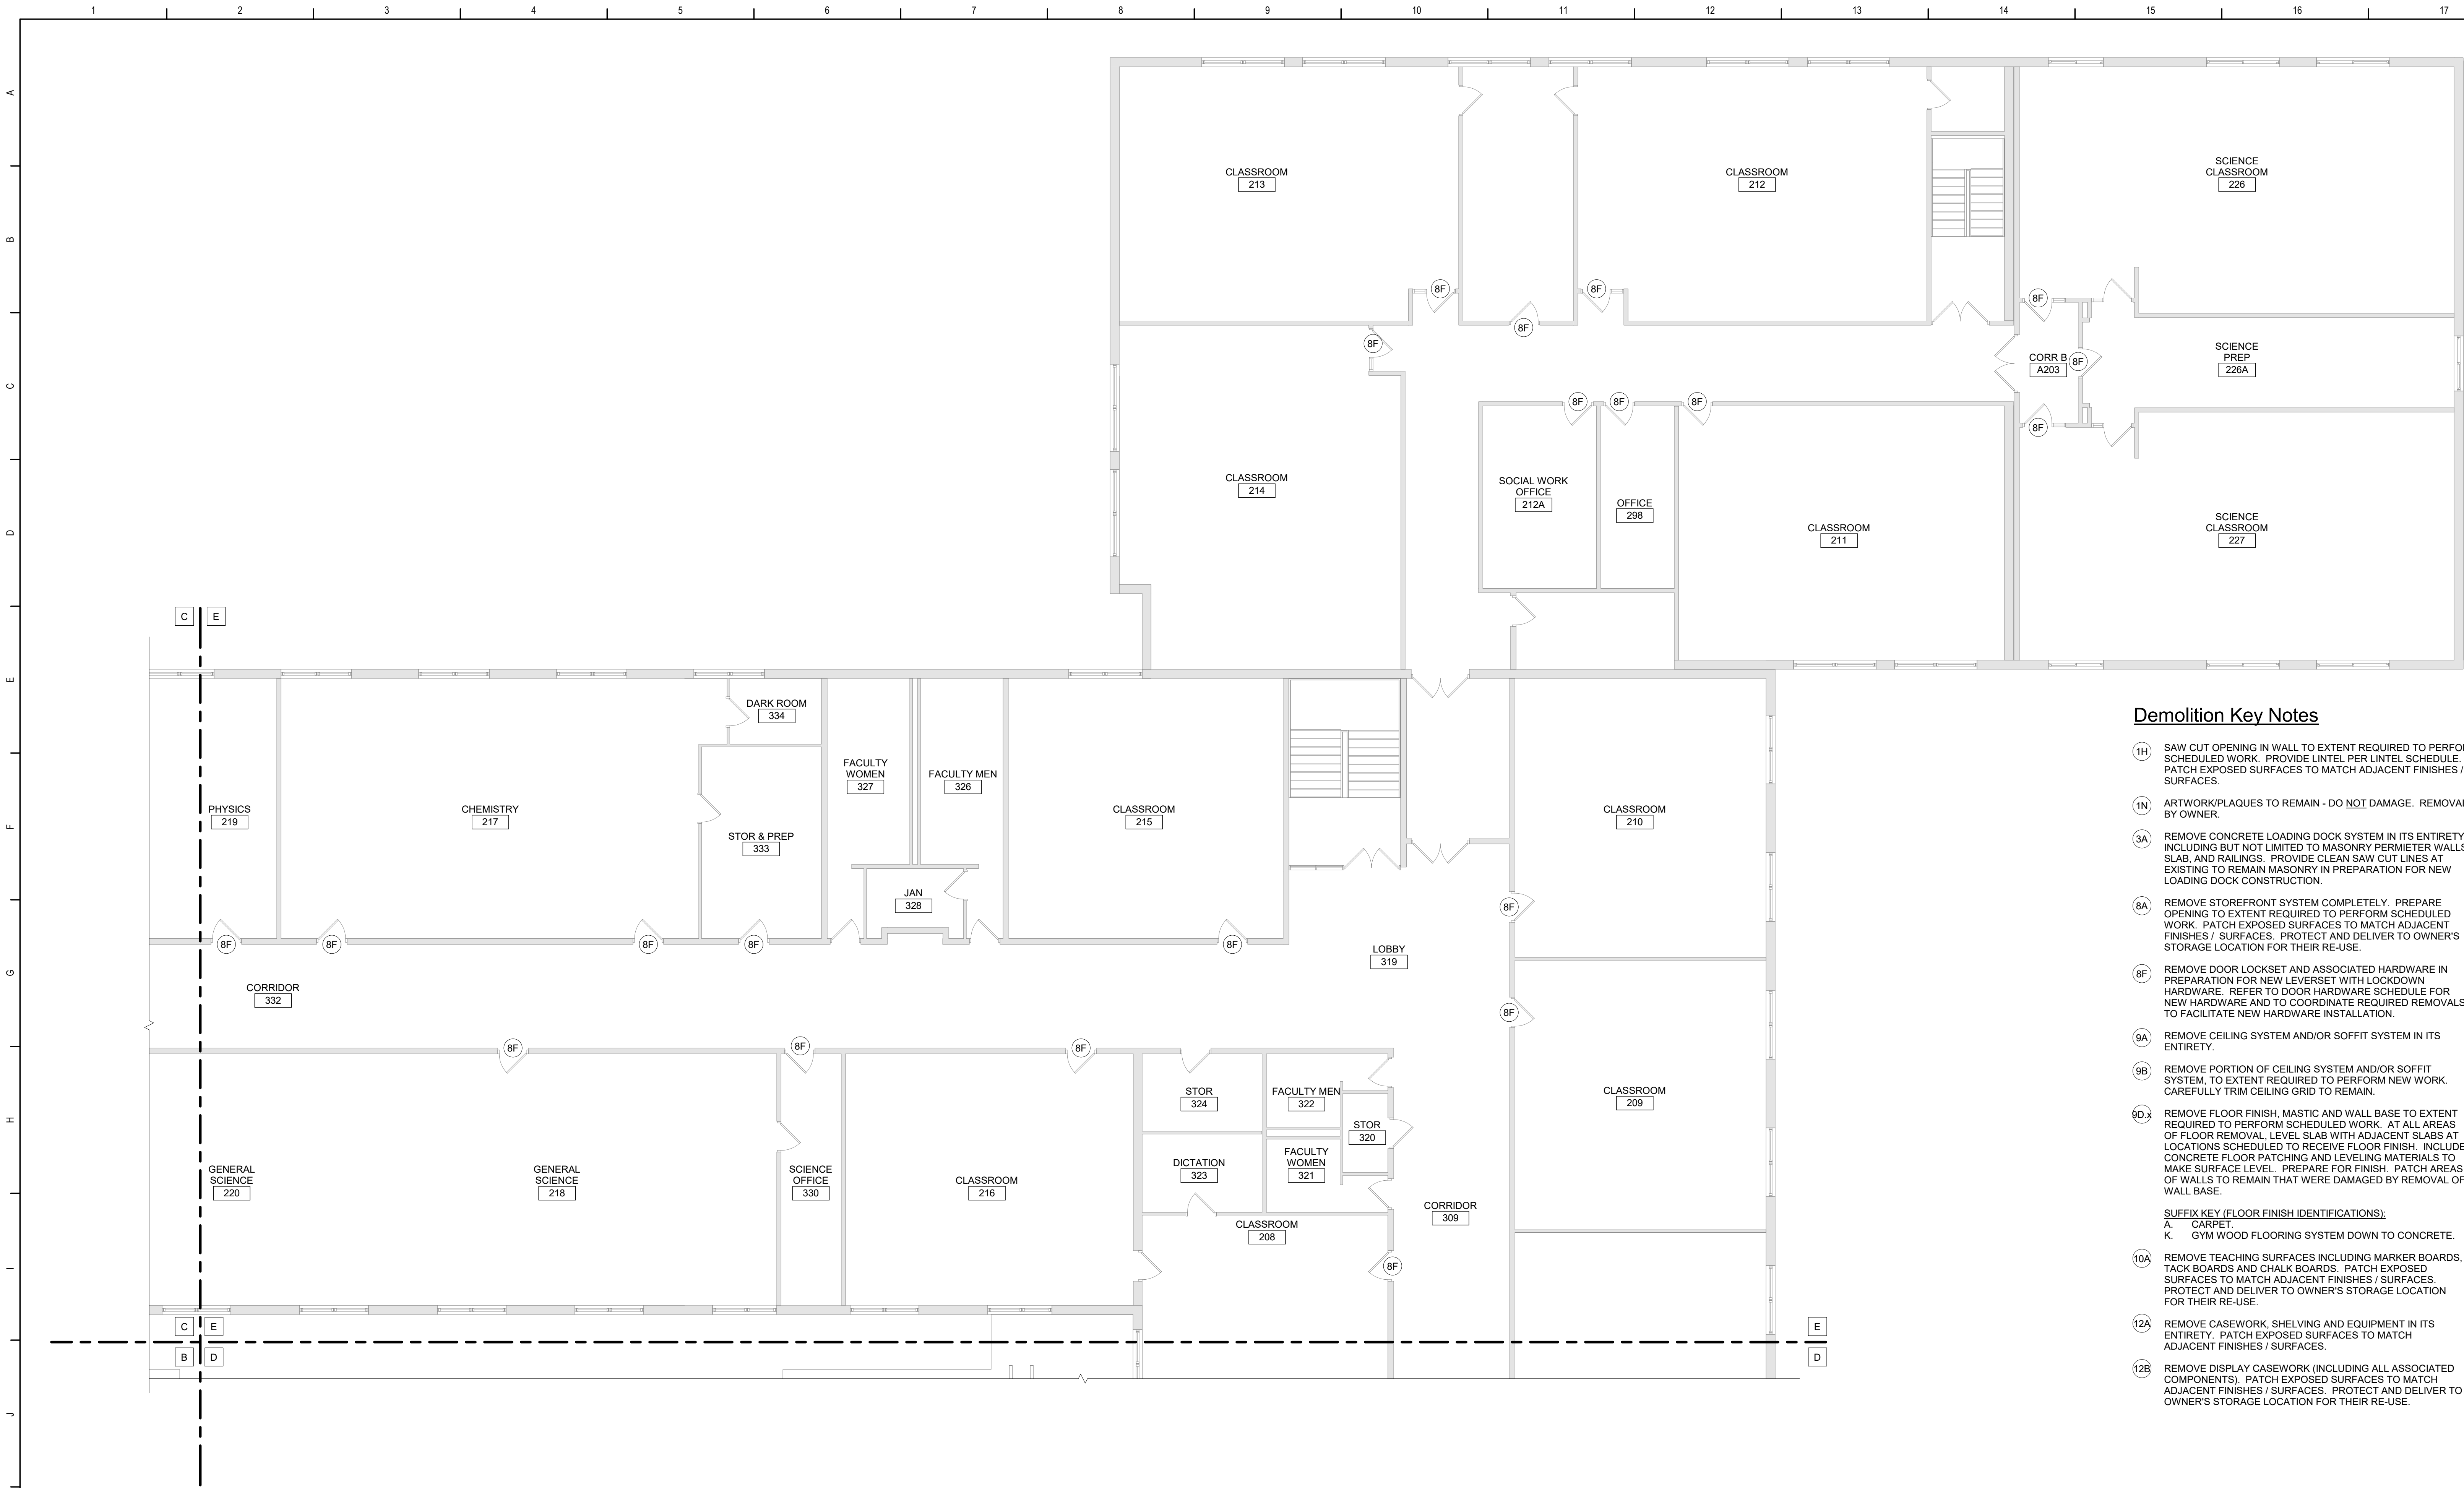 1 2 3 4 5 6 7 8 9 10 11 12 13 14 15 16 17
A
B
C
D
E
F
G
H
I
J
CLASSROOM
213
CLASSROOM
212
SCIENCE
CLASSROOM
226
8F
8F
8F
8F
8F
CORR B
A203
8F
SCIENCE
PREP
226A
8F
8F
8F
8F
CLASSROOM
214
SOCIAL WORK
OFFICE
212A
OFFICE
298
CLASSROOM
211
SCIENCE
CLASSROOM
227
C E
DARK ROOM
334
PHYSICS
219
CHEMISTRY
217
STOR & PREP
333
FACULTY
WOMEN
327
FACULTY MEN
326
JAN
328
CLASSROOM
215
CLASSROOM
210
8F
8F
8F
8F
8F
8F
LOBBY
319
CORRIDOR
332
8F
8F
8F
8F
GENERAL
SCIENCE
220
GENERAL
SCIENCE
218
SCIENCE
OFFICE
330
CLASSROOM
216
STOR
324
FACULTY MEN
322
STOR
320
DICTATION
323
FACULTY
WOMEN
321
CLASSROOM
209
CORRIDOR
309
CLASSROOM
208
8F
C E
B D
E
D
Demolition Key Notes
1H SAW CUT OPENING IN WALL TO EXTENT REQUIRED TO PERFO
SCHEDULED WORK. PROVIDE LINTEL PER LINTEL SCHEDULE.
PATCH EXPOSED SURFACES TO MATCH ADJACENT FINISHES /
SURFACES.
1N ARTWORK/PLAQUES TO REMAIN - DO NOT DAMAGE. REMOVAL
BY OWNER.
3A REMOVE CONCRETE LOADING DOCK SYSTEM IN ITS ENTIRETY
INCLUDING BUT NOT LIMITED TO MASONRY PERMIETER WALLS
SLAB, AND RAILINGS. PROVIDE CLEAN SAW CUT LINES AT
EXISTING TO REMAIN MASONRY IN PREPARATION FOR NEW
LOADING DOCK CONSTRUCTION.
8A REMOVE STOREFRONT SYSTEM COMPLETELY. PREPARE
OPENING TO EXTENT REQUIRED TO PERFORM SCHEDULED
WORK. PATCH EXPOSED SURFACES TO MATCH ADJACENT
FINISHES / SURFACES. PROTECT AND DELIVER TO OWNER'S
STORAGE LOCATION FOR THEIR RE-USE.
8F REMOVE DOOR LOCKSET AND ASSOCIATED HARDWARE IN
PREPARATION FOR NEW LEVERSET WITH LOCKDOWN
HARDWARE. REFER TO DOOR HARDWARE SCHEDULE FOR
NEW HARDWARE AND TO COORDINATE REQUIRED REMOVALS
TO FACILITATE NEW HARDWARE INSTALLATION.
9A REMOVE CEILING SYSTEM AND/OR SOFFIT SYSTEM IN ITS
ENTIRETY.
9B REMOVE PORTION OF CEILING SYSTEM AND/OR SOFFIT
SYSTEM, TO EXTENT REQUIRED TO PERFORM NEW WORK.
CAREFULLY TRIM CEILING GRID TO REMAIN.
9D.x REMOVE FLOOR FINISH, MASTIC AND WALL BASE TO EXTENT
REQUIRED TO PERFORM SCHEDULED WORK. AT ALL AREAS
OF FLOOR REMOVAL, LEVEL SLAB WITH ADJACENT SLABS AT
LOCATIONS SCHEDULED TO RECEIVE FLOOR FINISH. INCLUDE
CONCRETE FLOOR PATCHING AND LEVELING MATERIALS TO
MAKE SURFACE LEVEL. PREPARE FOR FINISH. PATCH AREAS
OF WALLS TO REMAIN THAT WERE DAMAGED BY REMOVAL OF
WALL BASE.
SUFFIX KEY (FLOOR FINISH IDENTIFICATIONS):
A. CARPET.
K. GYM WOOD FLOORING SYSTEM DOWN TO CONCRETE.
10A REMOVE TEACHING SURFACES INCLUDING MARKER BOARDS,
TACK BOARDS AND CHALK BOARDS. PATCH EXPOSED
SURFACES TO MATCH ADJACENT FINISHES / SURFACES.
PROTECT AND DELIVER TO OWNER'S STORAGE LOCATION
FOR THEIR RE-USE.
12A REMOVE CASEWORK, SHELVING AND EQUIPMENT IN ITS
ENTIRETY. PATCH EXPOSED SURFACES TO MATCH
ADJACENT FINISHES / SURFACES.
12B REMOVE DISPLAY CASEWORK (INCLUDING ALL ASSOCIATED
COMPONENTS). PATCH EXPOSED SURFACES TO MATCH
ADJACENT FINISHES / SURFACES. PROTECT AND DELIVER TO
OWNER'S STORAGE LOCATION FOR THEIR RE-USE.